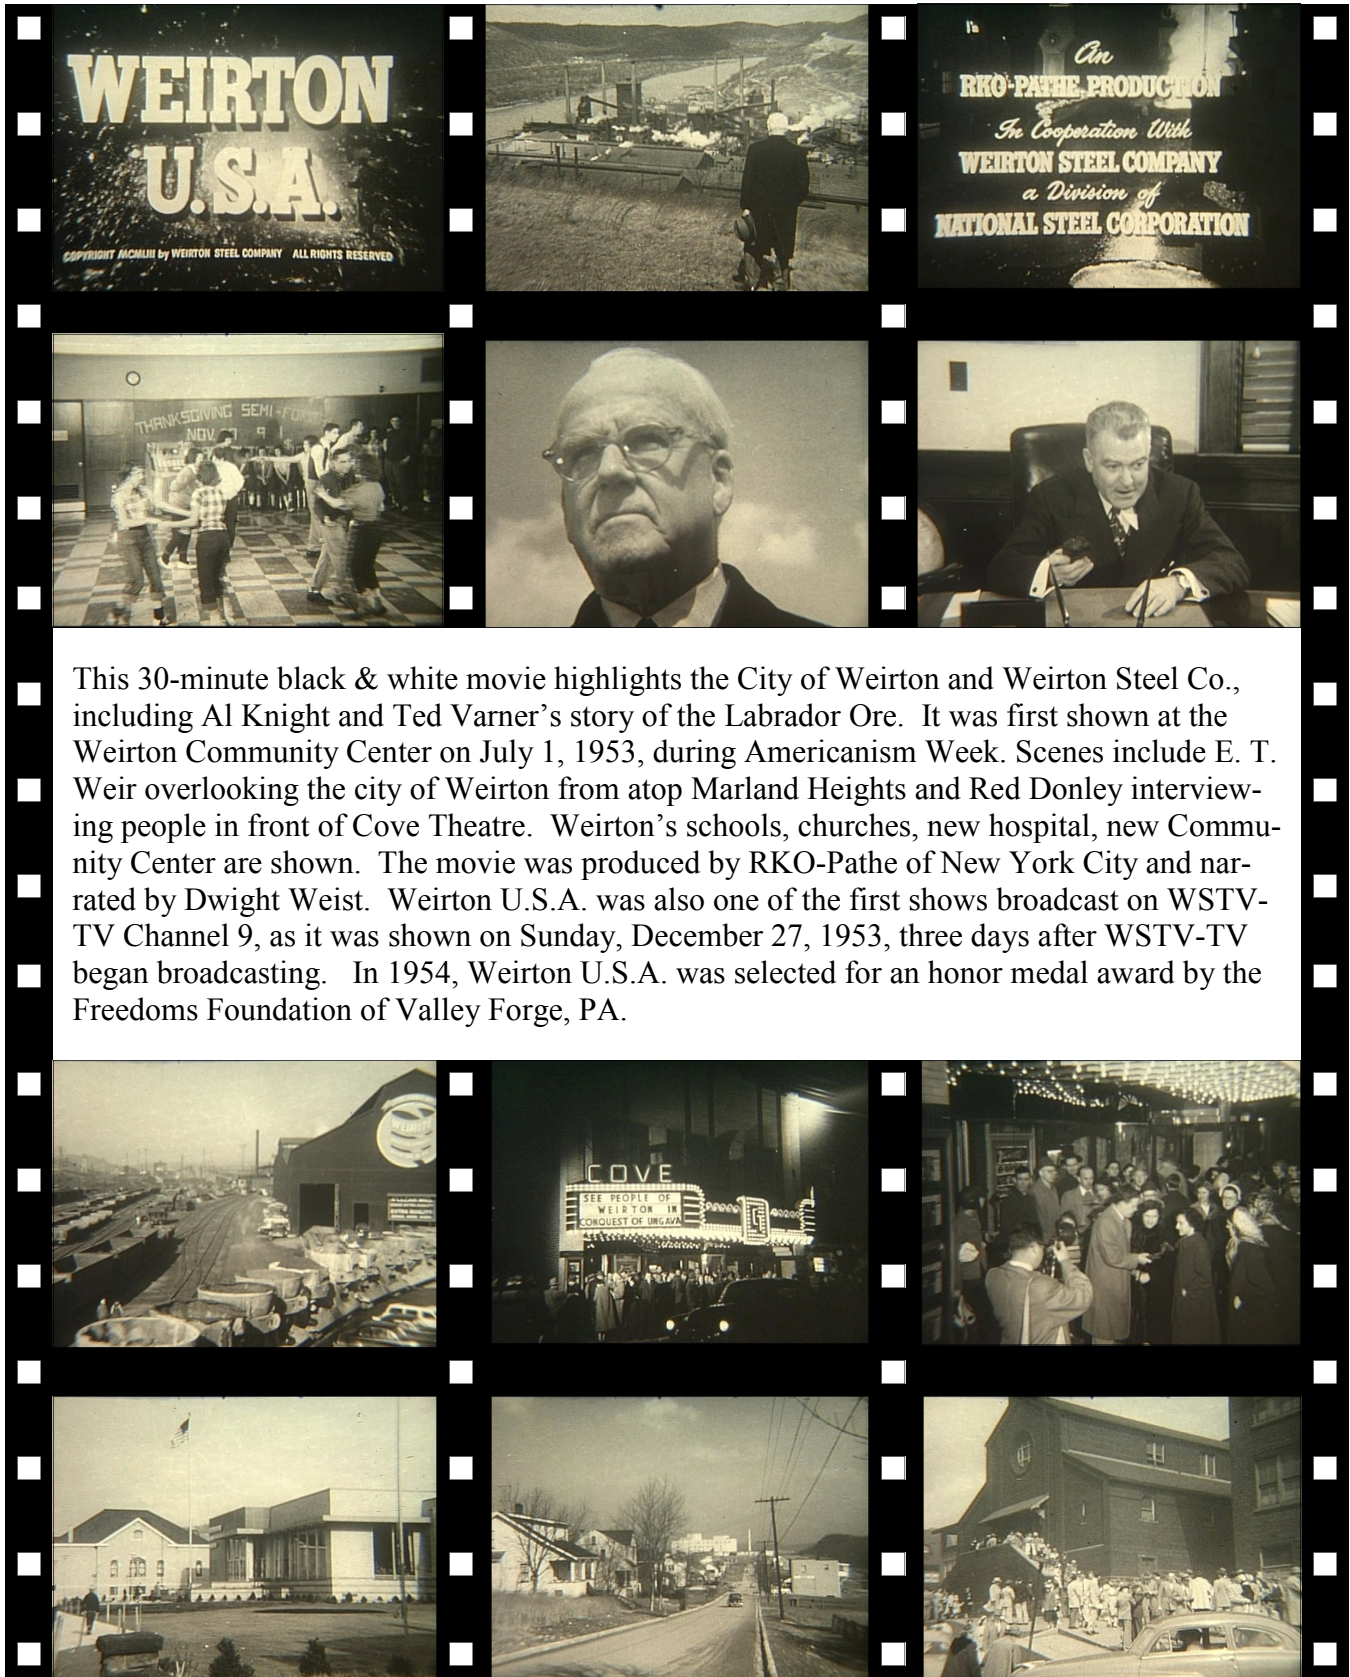 WEIRTON
U.S.A.
COPYRIGHT MCMLIII by WEIRTON STEEL COMPANY ALL RIGHTS RESERVED
An
RKO-PATHE PRODUCTION
In Cooperation With
WEIRTON STEEL COMPANY
a Division of
NATIONAL STEEL CORPORATION
THANKSGIVING SEMI-
NOV
This 30-minute black & white movie highlights the City of Weirton and Weirton Steel Co.,
including Al Knight and Ted Varner’s story of the Labrador Ore. It was first shown at the
Weirton Community Center on July 1, 1953, during Americanism Week. Scenes include E. T.
Weir overlooking the city of Weirton from atop Marland Heights and Red Donley interview-
ing people in front of Cove Theatre. Weirton’s schools, churches, new hospital, new Commu-
nity Center are shown. The movie was produced by RKO-Pathe of New York City and nar-
rated by Dwight Weist. Weirton U.S.A. was also one of the first shows broadcast on WSTV-
TV Channel 9, as it was shown on Sunday, December 27, 1953, three days after WSTV-TV
began broadcasting. In 1954, Weirton U.S.A. was selected for an honor medal award by the
Freedoms Foundation of Valley Forge, PA.
COVE
SEE PEOPLE OF
WEIRTON IN
CONQUEST OF UNGAVA